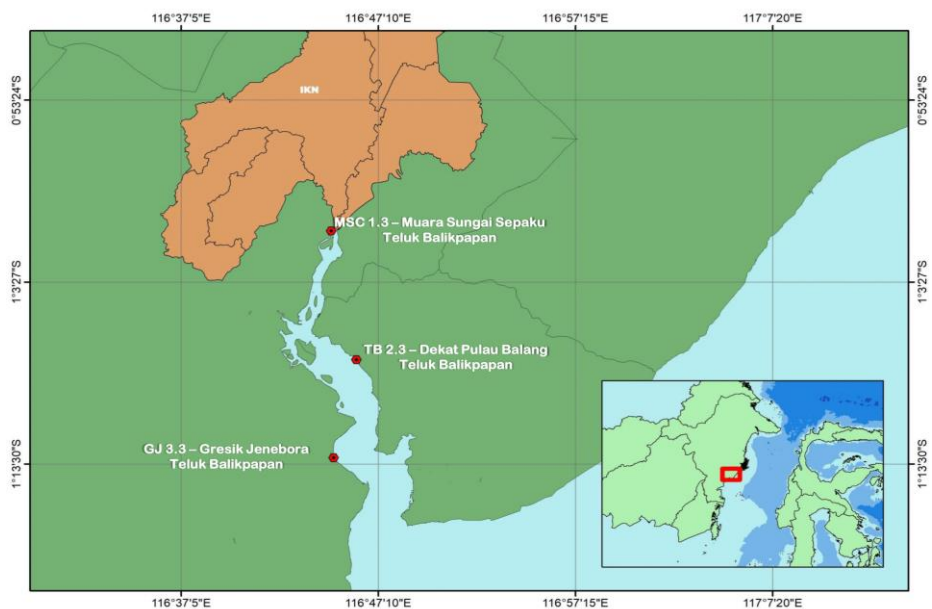 116°37'5"E 116°47'10"E 116°57'15"E 117°7'20"E
0°53'24"S 0°53'24"S
IKN
MSC 1.3 – Muara Sungai Sepaku
Teluk Balikpapan
1°3'27"S 1°3'27"S
TB 2.3 – Dekat Pulau Balang
Teluk Balikpapan
GJ 3.3 – Gresik Jenebora
Teluk Balikpapan
1°13'30"S 1°13'30"S
116°37'5"E 116°47'10"E 116°57'15"E 117°7'20"E